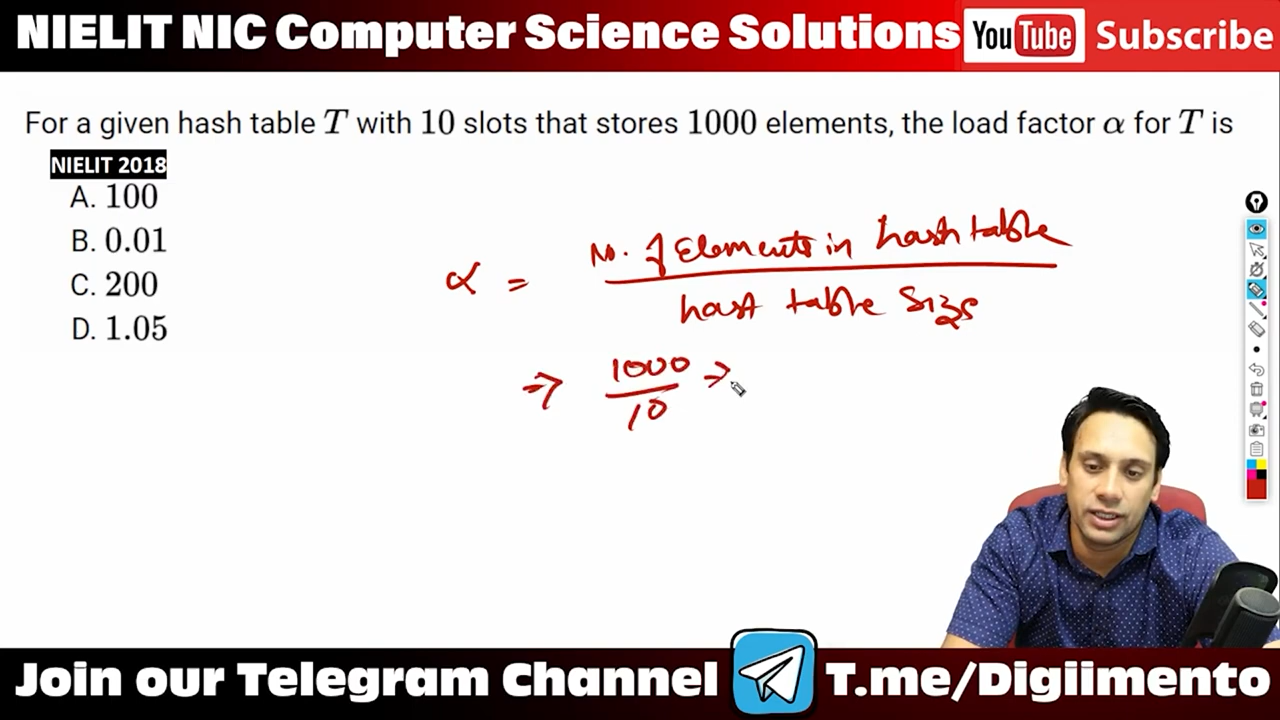 NIELIT NIC Computer Science Solutions YouTube Subscribe
For a given hash table T with 10 slots that stores 1000 elements, the load factor α for T is
NIELIT 2018
A. 100
B. 0.01
C. 200
D. 1.05
α = No. of Elements in hash table
hast table Size
⇒ 1000/10 ⇒
Join our Telegram Channel T.me/Digiimento